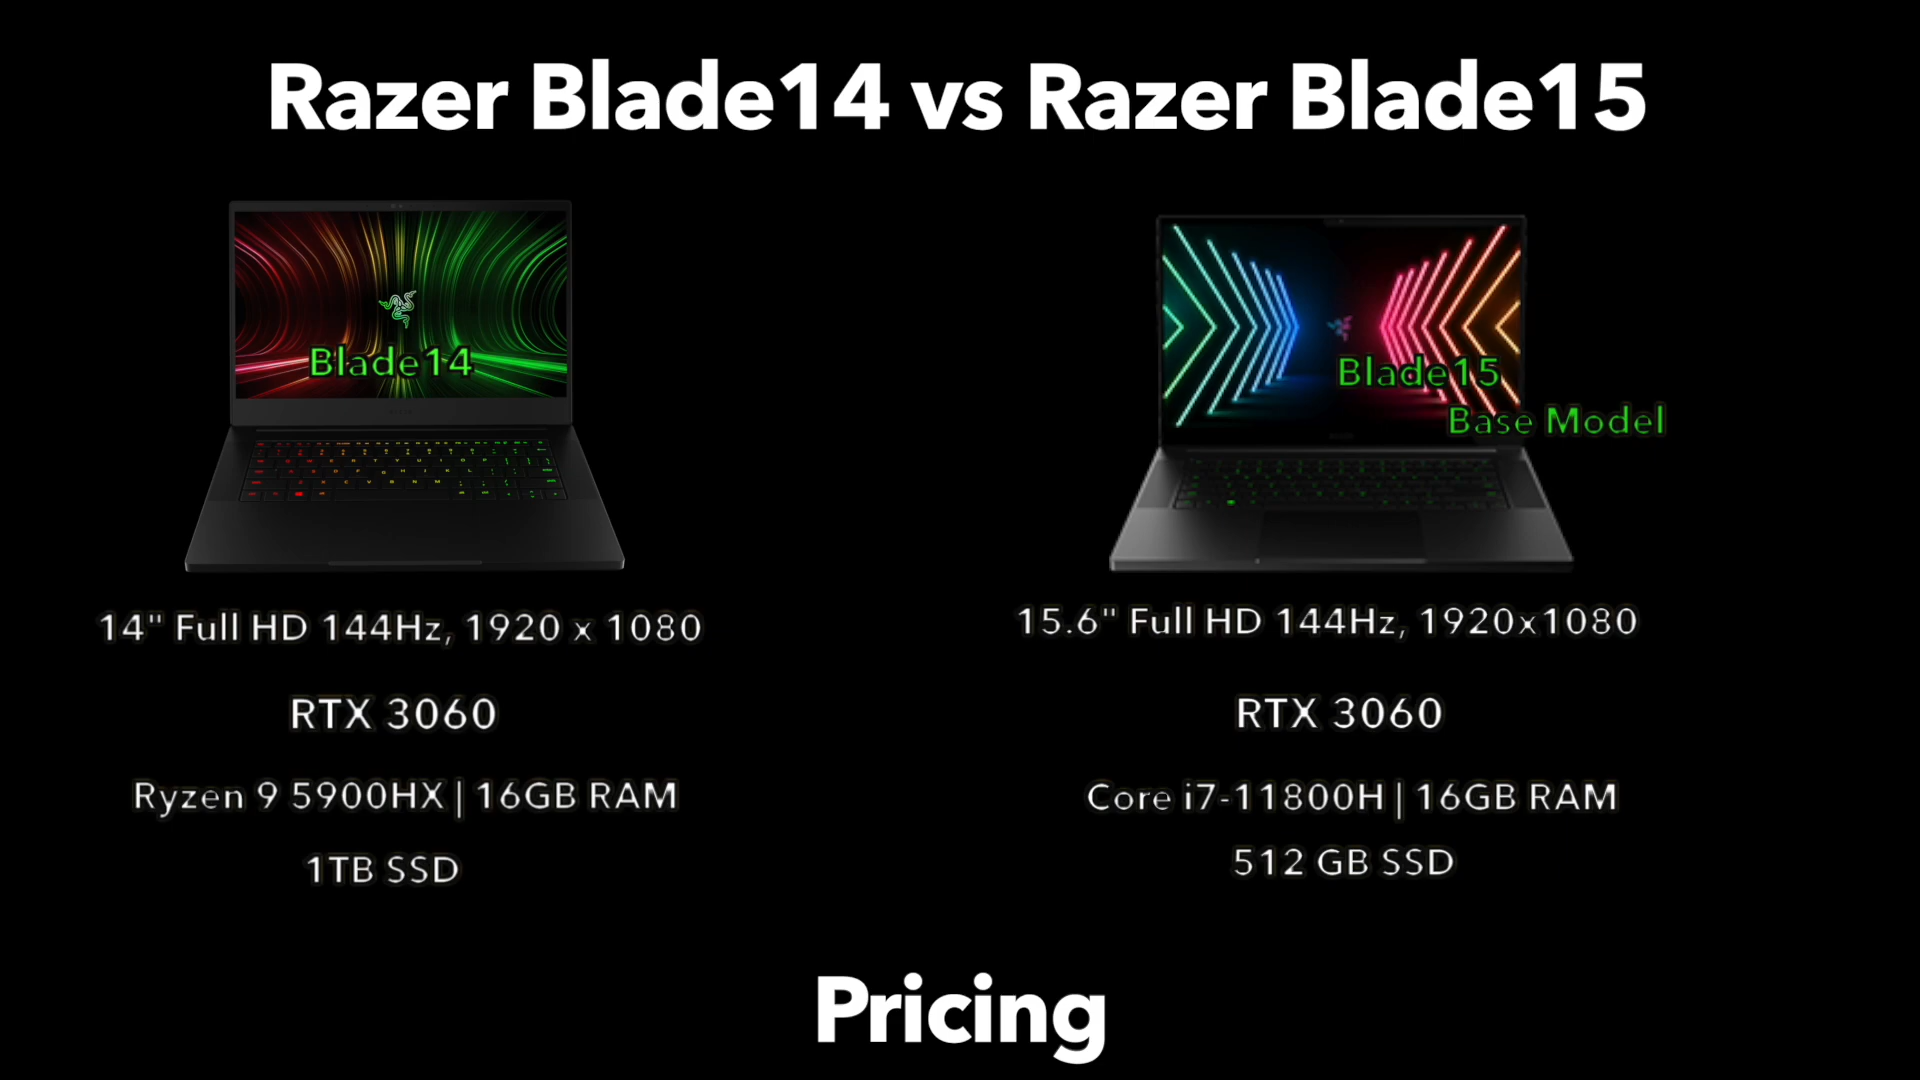 Razer Blade14 vs Razer Blade15
Blade14
14" Full HD 144Hz, 1920 x 1080
RTX 3060
Ryzen 9 5900HX | 16GB RAM
1TB SSD
Blade15
Base Model
15.6" Full HD 144Hz, 1920x1080
RTX 3060
Core i7-11800H | 16GB RAM
512 GB SSD
Pricing